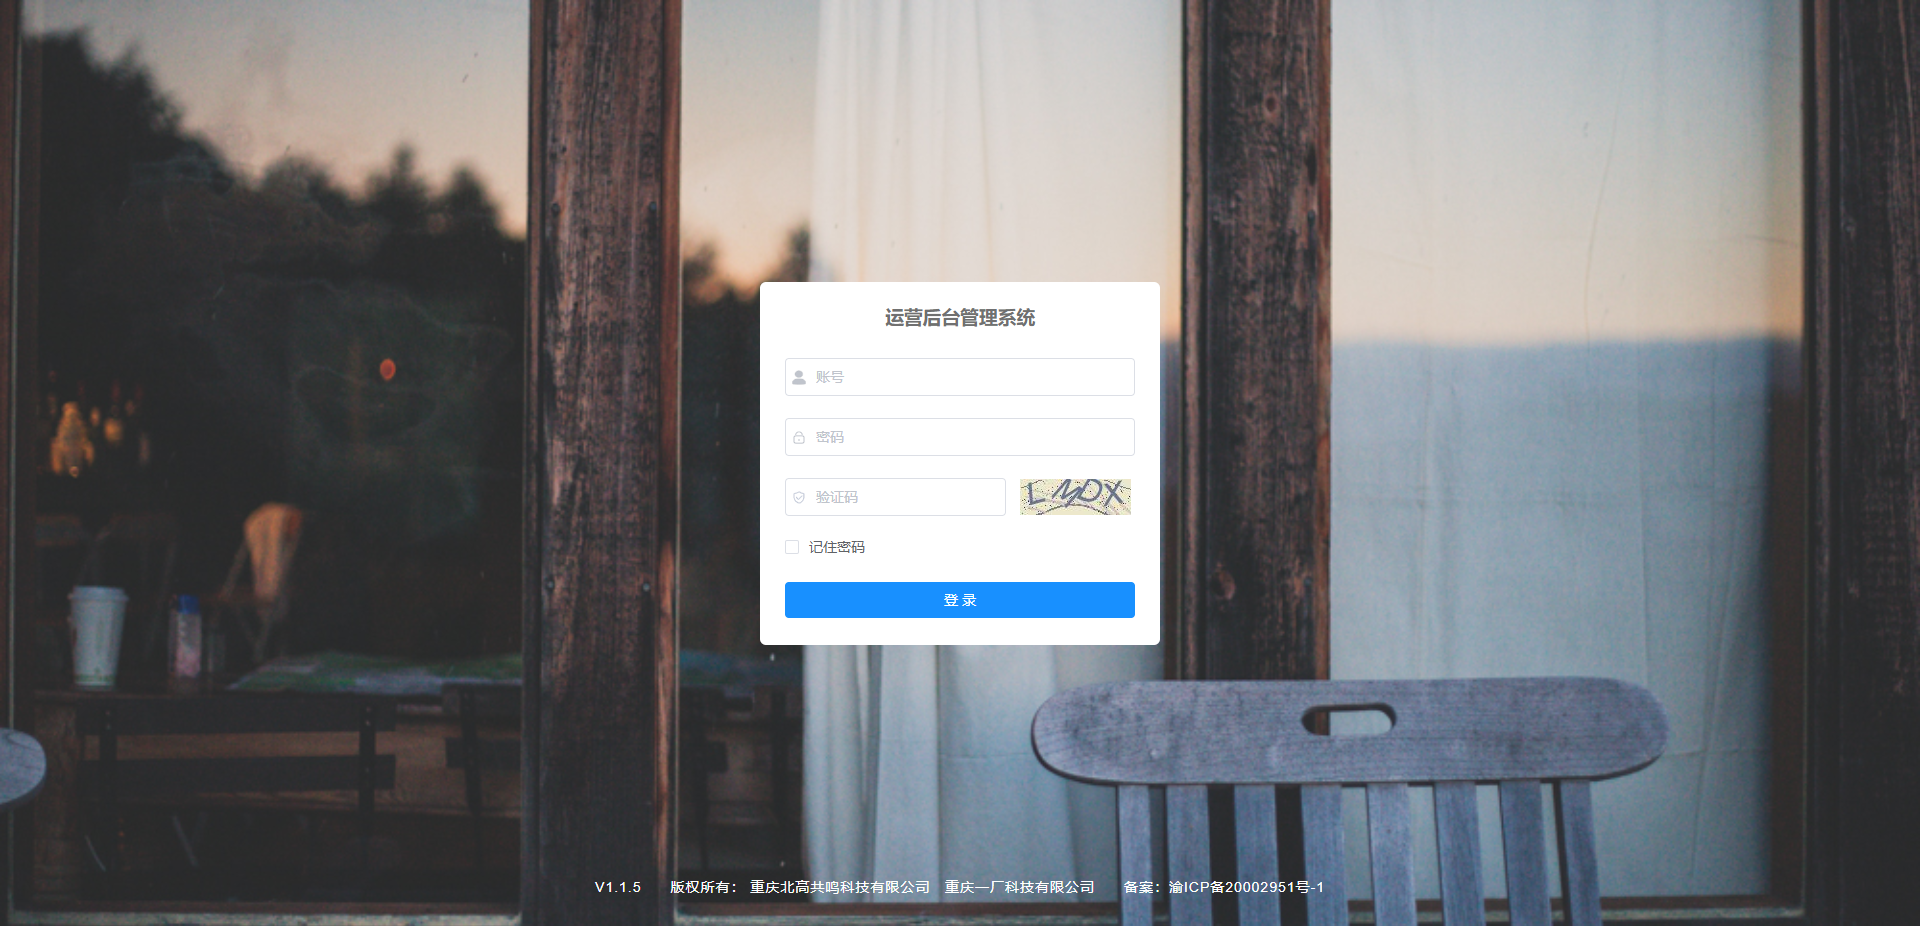 运营后台管理系统
账号
密码
验证码
LMDX
记住密码
登 录
V1.1.5 版权所有： 重庆北高共鸣科技有限公司 重庆一厂科技有限公司 备案：渝ICP备20002951号-1